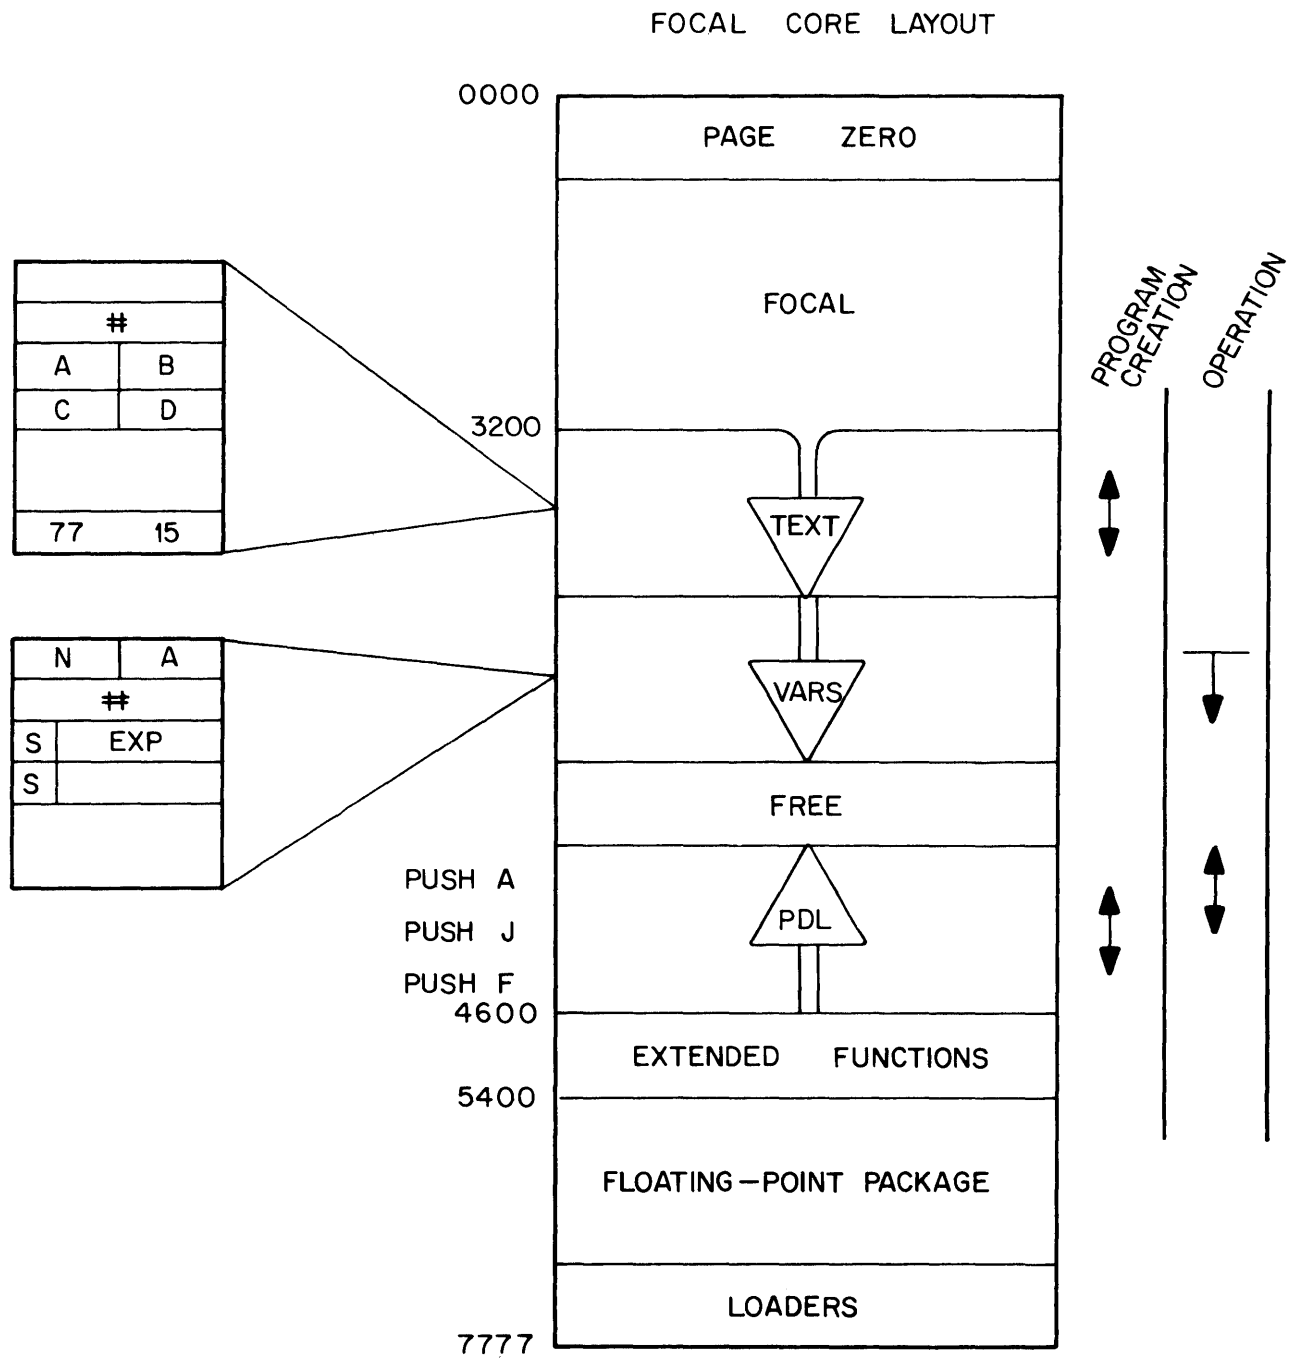 FOCAL CORE LAYOUT
0000
PAGE ZERO
FOCAL
PROGRAM
CREATION
OPERATION
#
A B
C D
77 15
3200
TEXT
N A
#
S EXP
S
VARS
FREE
PUSH A
PUSH J
PUSH F
PDL
4600
EXTENDED FUNCTIONS
5400
FLOATING-POINT PACKAGE
LOADERS
7777